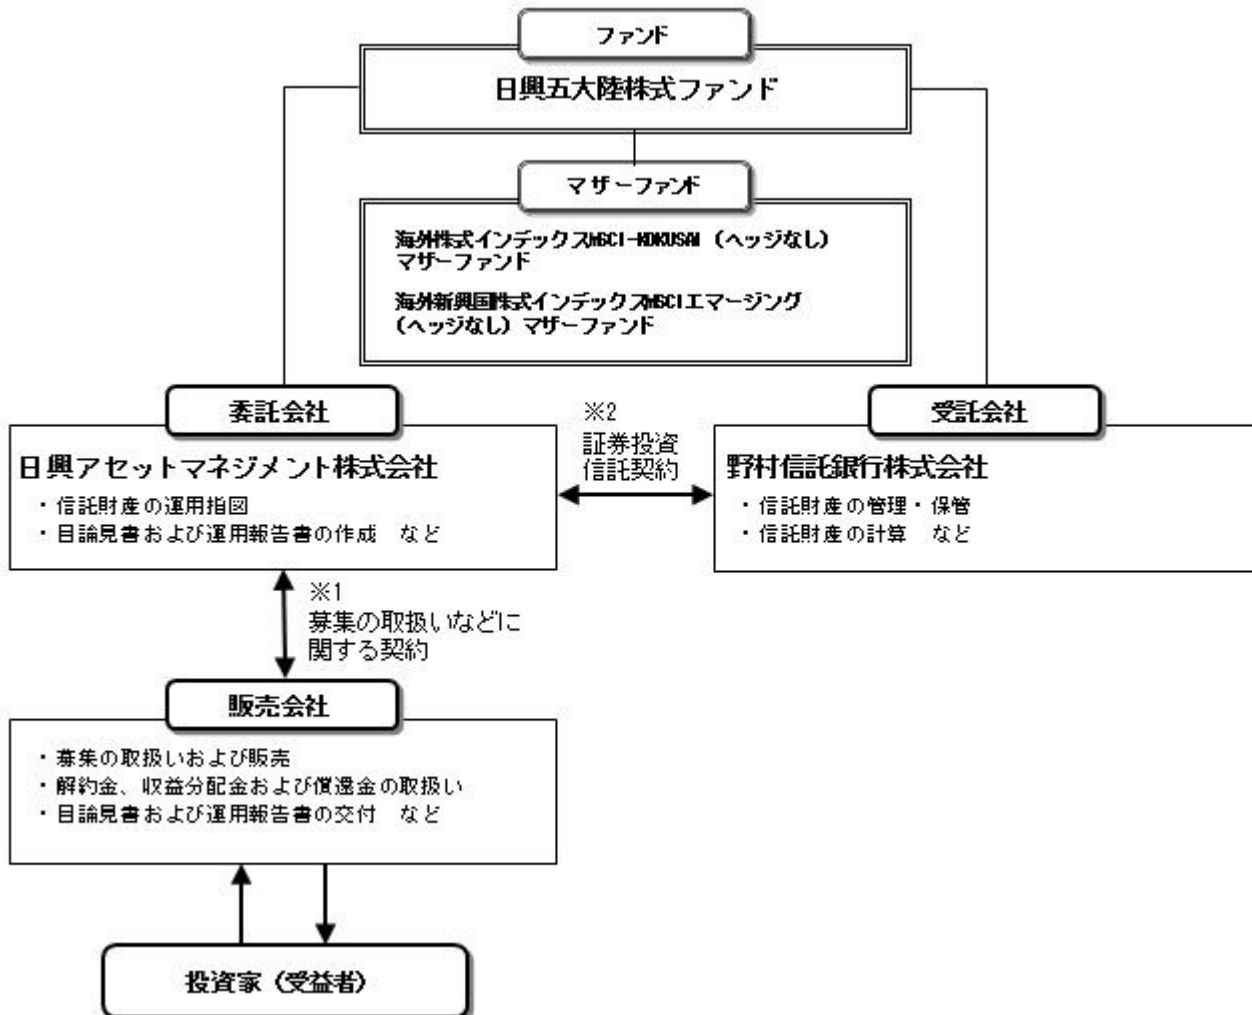 ファンド
日興五大陸株式ファンド
マザーファンド
海外株式インデックスMSCI-KOKUSAI（ヘッジなし）
マザーファンド
海外新興国株式インデックスMSCIエマージング
（ヘッジなし）マザーファンド
委託会社
日興アセットマネジメント株式会社
・信託財産の運用指図
・目論見書および運用報告書の作成　など
※2
証券投資
信託契約
受託会社
野村信託銀行株式会社
・信託財産の管理・保管
・信託財産の計算　など
※1
募集の取扱いなどに
関する契約
販売会社
・募集の取扱いおよび販売
・解約金、収益分配金および償還金の取扱い
・目論見書および運用報告書の交付　など
投資家（受益者）